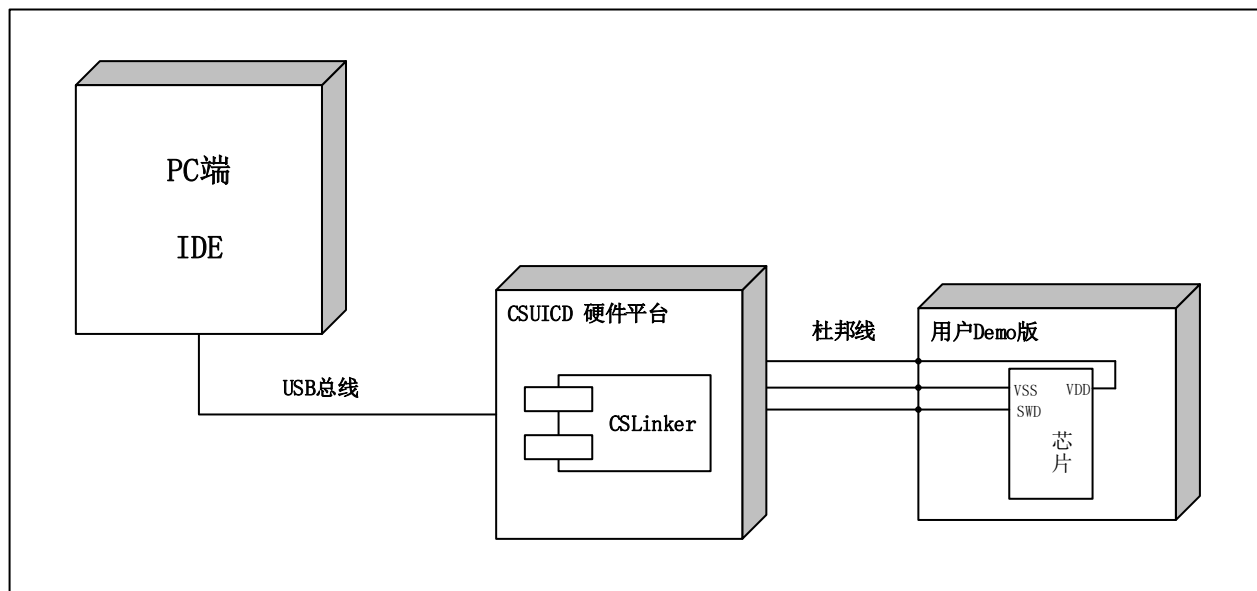 PC端
IDE
USB总线
CSUICD 硬件平台
CSLinker
杜邦线
用户Demo版
VSS
VDD
SWD
芯
片